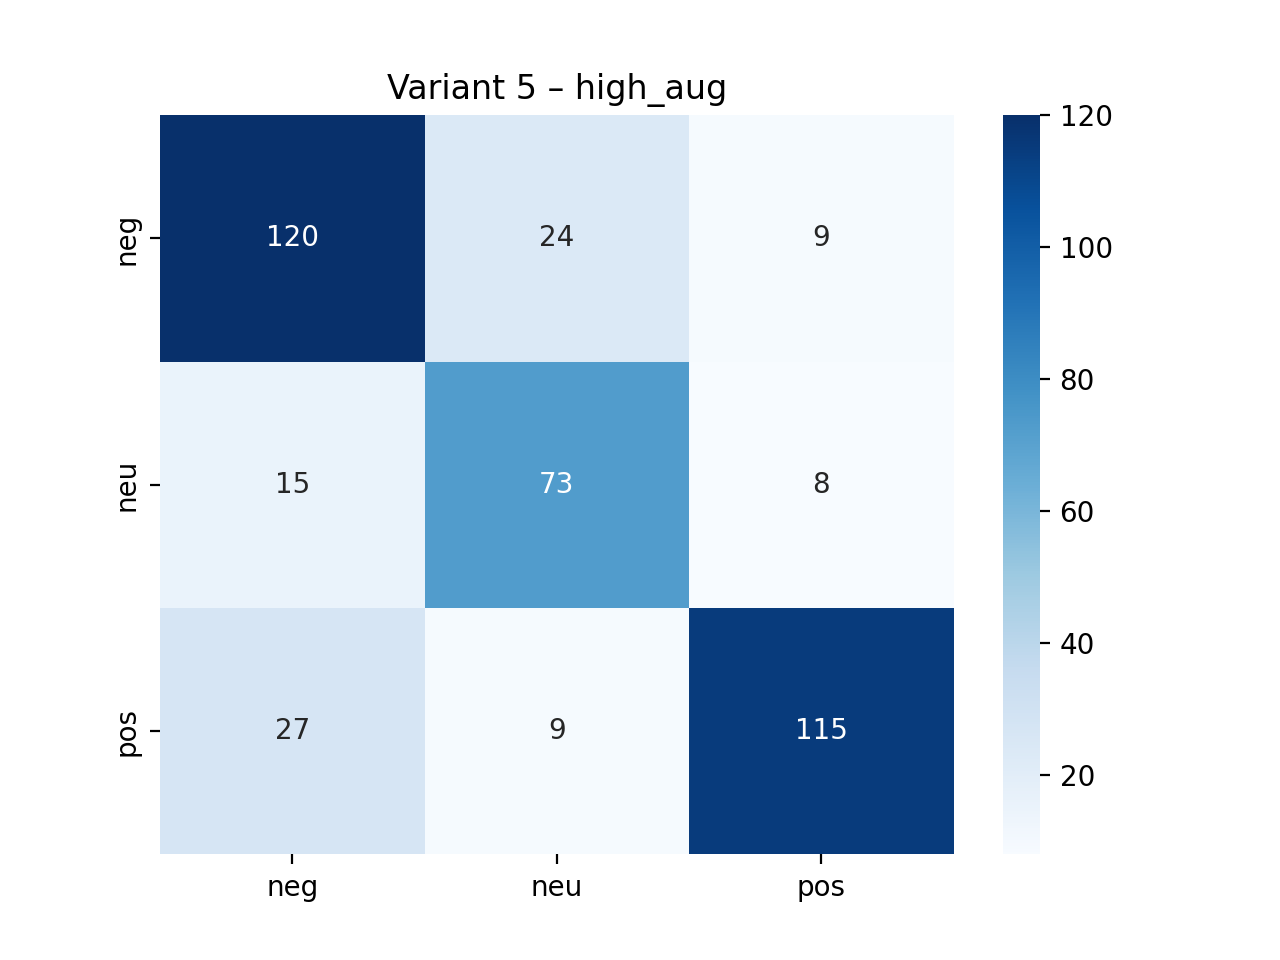 Variant 5 – high_aug
neg 120 24 9
neu 15 73 8
pos 27 9 115
neg neu pos
120
100
80
60
40
20